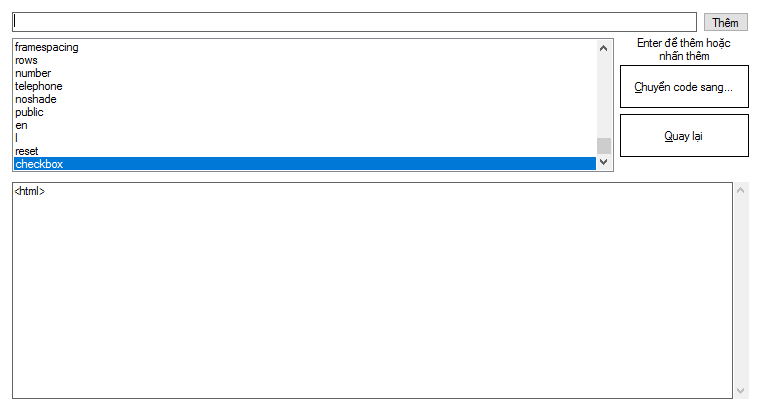 Thêm
framespacing
rows
number
telephone
noshade
public
en
l
reset
checkbox
Enter để thêm hoặc
nhấn thêm
Chuyển code sang...
Quay lại
<html>